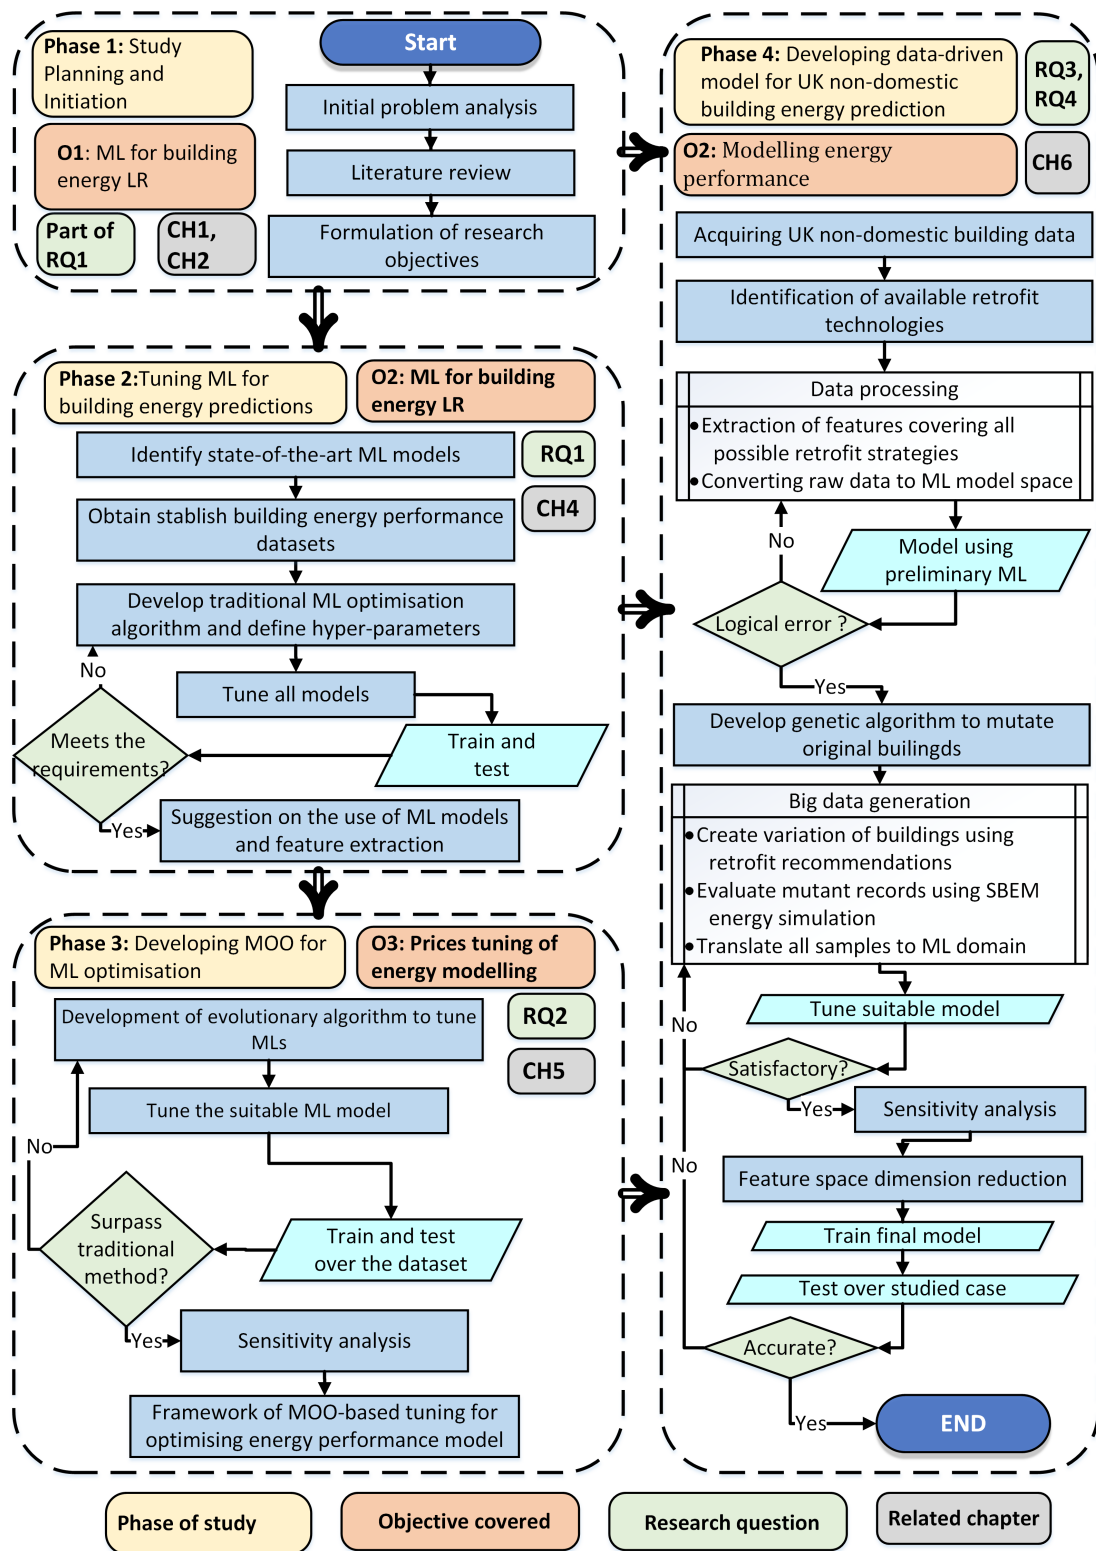 Start
Phase 1: Study
Planning and
Initiation
O1: ML for building
energy LR
Part of
RQ1
CH1,
CH2
Initial problem analysis
Literature review
Formulation of research
objectives
Phase 2:Tuning ML for
building energy predictions
O2: ML for building
energy LR
RQ1
CH4
Identify state-of-the-art ML models
Obtain stablish building energy performance
datasets
Develop traditional ML optimisation
algorithm and define hyper-parameters
No
Tune all models
Meets the
requirements?
Train and
test
Yes
Suggestion on the use of ML models
and feature extraction
Phase 3: Developing MOO for
ML optimisation
O3: Prices tuning of
energy modelling
RQ2
CH5
Development of evolutionary algorithm to tune
MLs
Tune the suitable ML model
No
Surpass
traditional
method?
Train and test
over the dataset
Yes
Sensitivity analysis
Framework of MOO-based tuning for
optimising energy performance model
Phase 4: Developing data-driven
model for UK non-domestic
building energy prediction
RQ3,
RQ4
O2: Modelling energy
performance
CH6
Acquiring UK non-domestic building data
Identification of available retrofit
technologies
Data processing
•Extraction of features covering all
possible retrofit strategies
•Converting raw data to ML model space
No
Model using
preliminary ML
Logical error ?
Yes
Develop genetic algorithm to mutate
original builingds
Big data generation
•Create variation of buildings using
retrofit recommendations
•Evaluate mutant records using SBEM
energy simulation
•Translate all samples to ML domain
Tune suitable model
No
Satisfactory?
Yes
Sensitivity analysis
No
Feature space dimension reduction
Train final model
Test over studied case
Accurate?
Yes
END
Phase of study
Objective covered
Research question
Related chapter